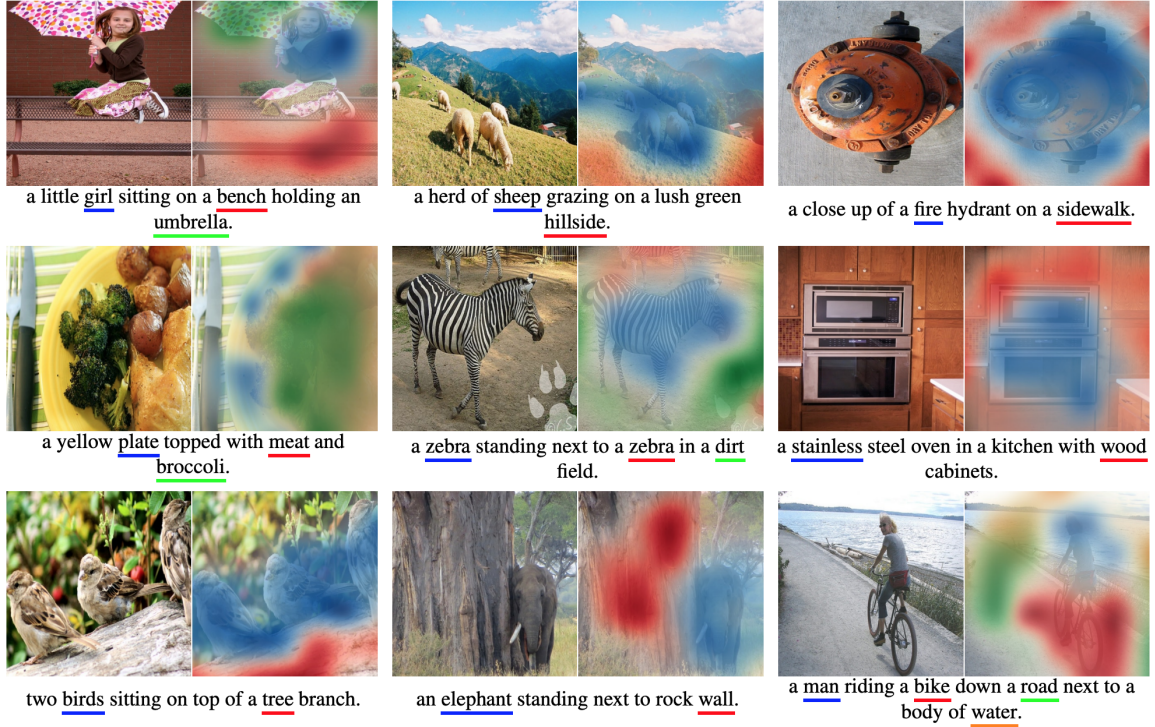 a little girl sitting on a bench holding an
umbrella.
a herd of sheep grazing on a lush green
hillside.
a close up of a fire hydrant on a sidewalk.
a yellow plate topped with meat and
broccoli.
a zebra standing next to a zebra in a dirt
field.
a stainless steel oven in a kitchen with wood
cabinets.
two birds sitting on top of a tree branch.
an elephant standing next to rock wall.
a man riding a bike down a road next to a
body of water.